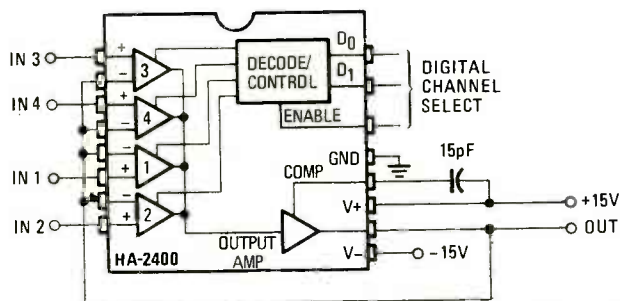 IN 3
+
−
3
IN 4
+
−
4
−
IN 1
+
1
−
IN 2
+
2
HA-2400
DECODE/
CONTROL
D0
D1
ENABLE
DIGITAL
CHANNEL
SELECT
GND
15pF
COMP
V+
+15V
OUTPUT
AMP
OUT
V−
−15V